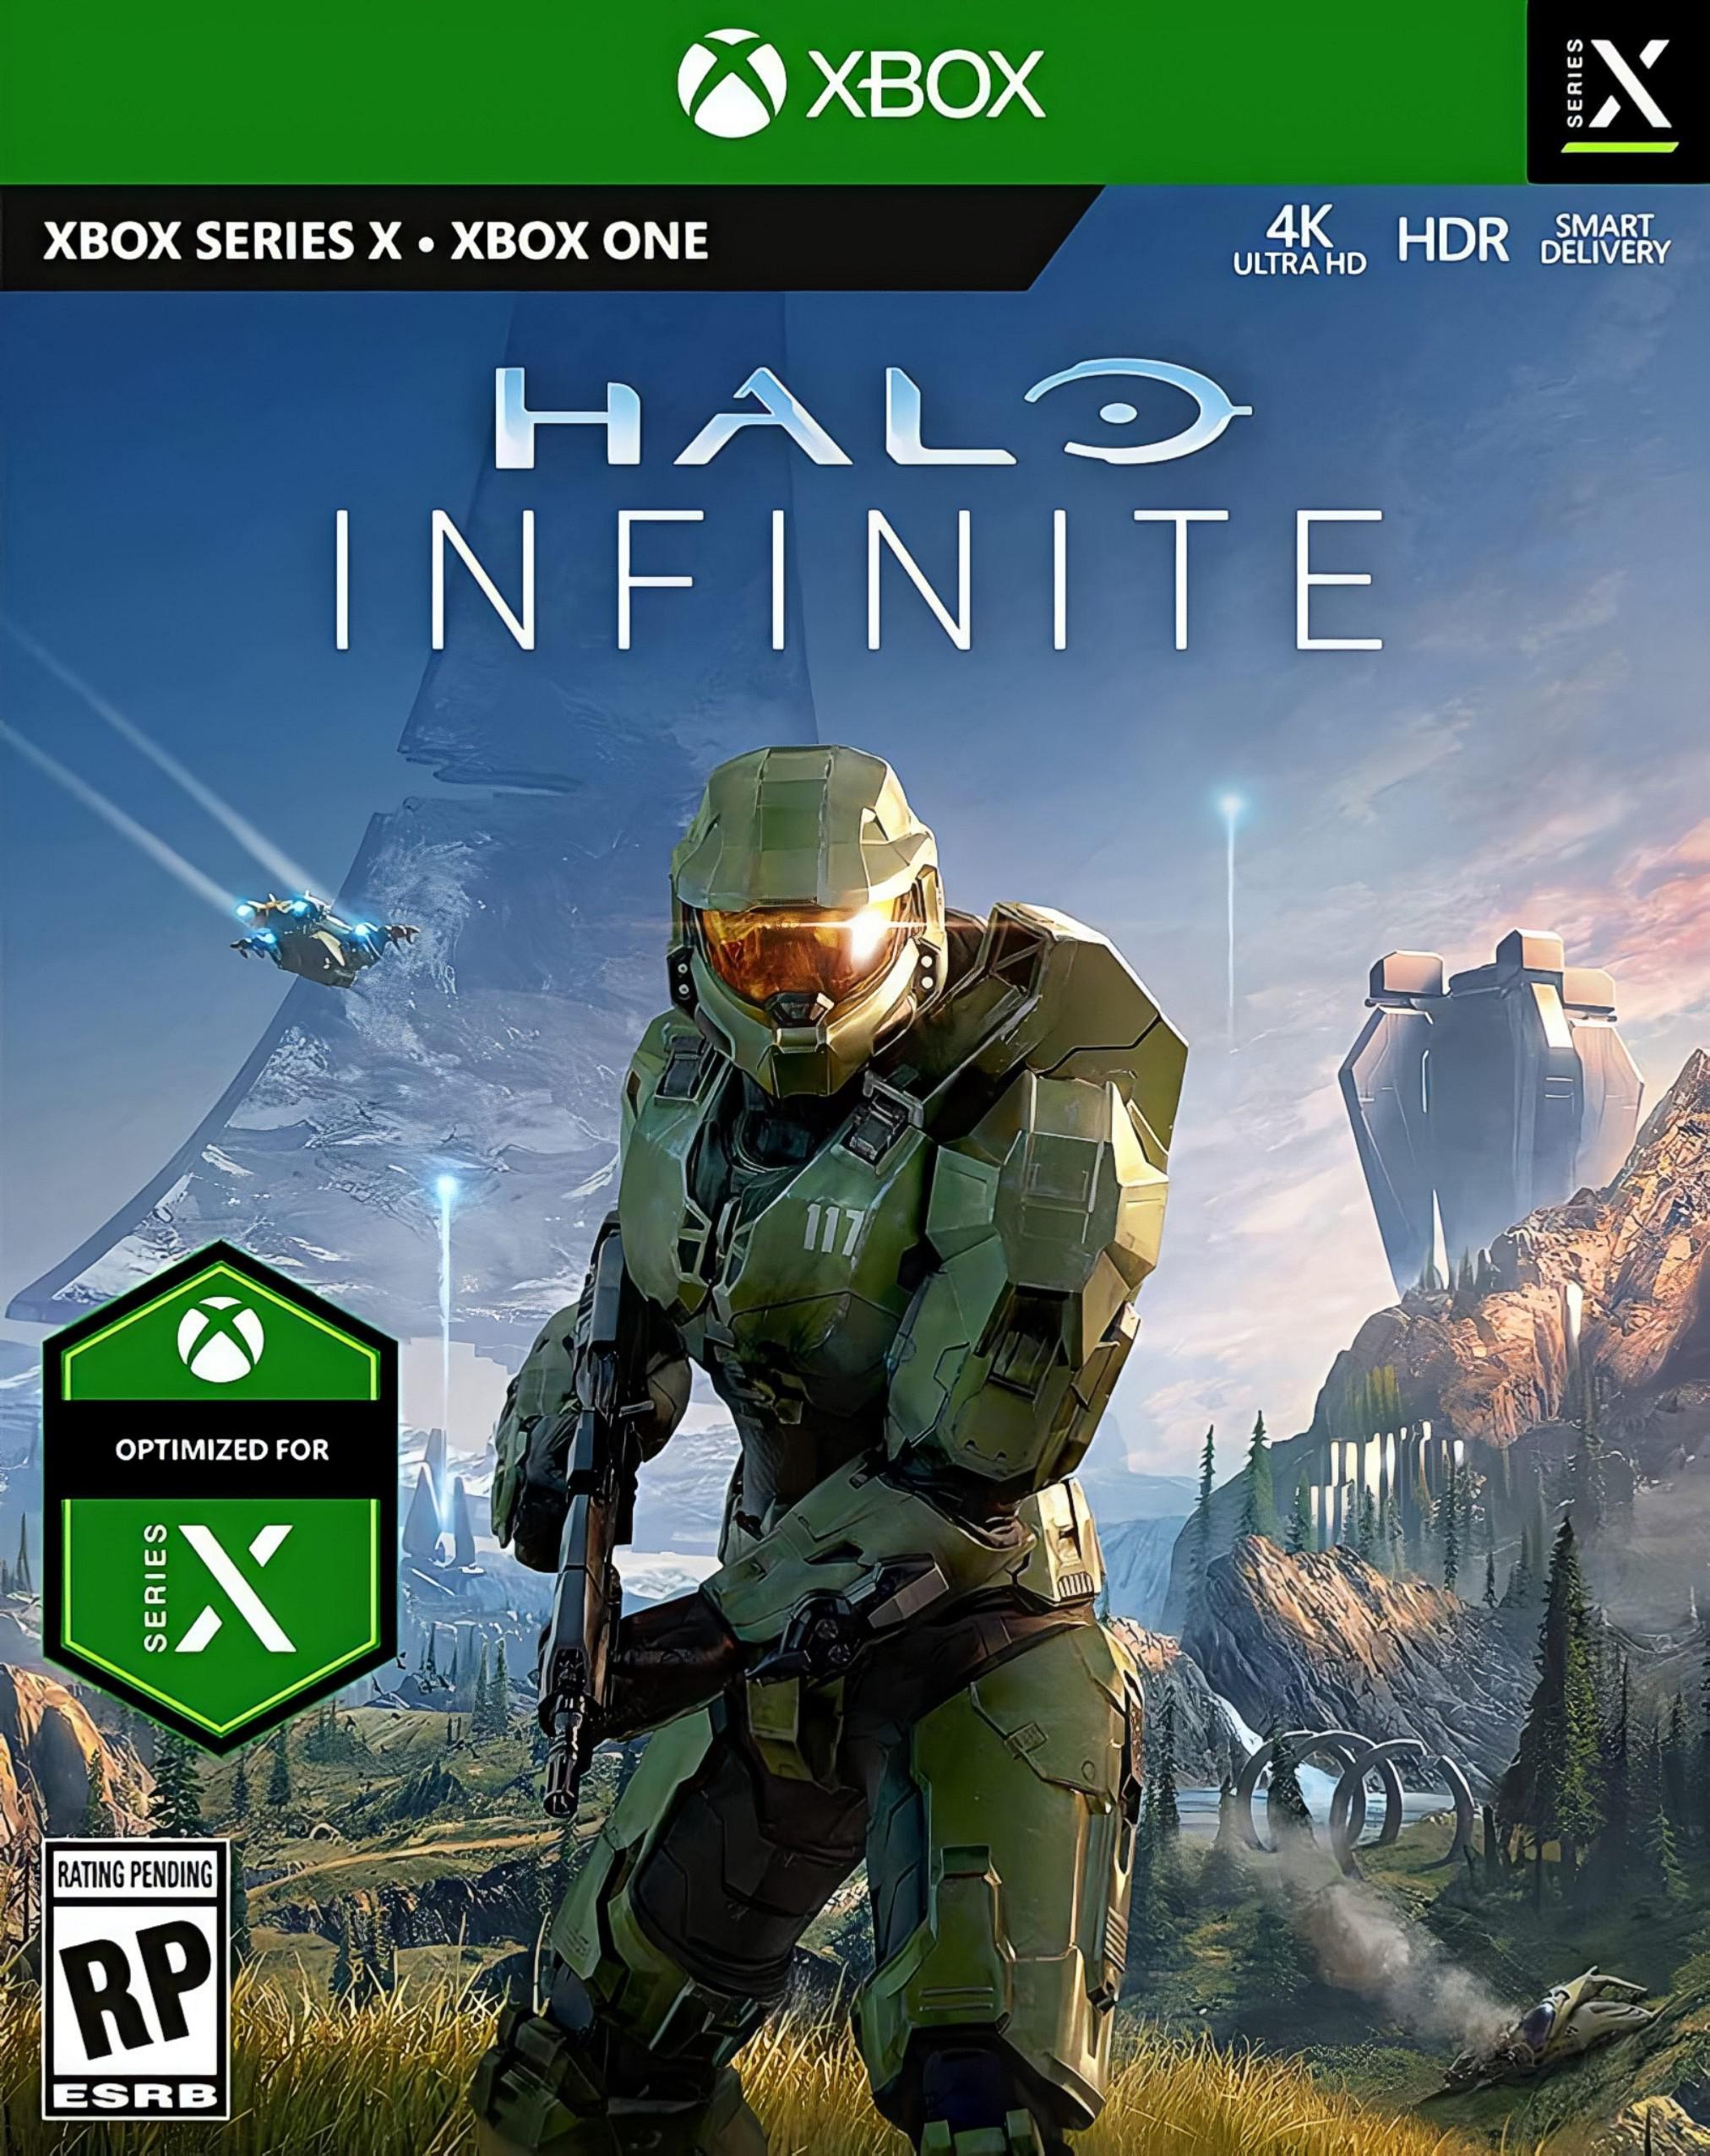 XBOX
SERIES X
XBOX SERIES X • XBOX ONE
4K
ULTRA HD
HDR
SMART
DELIVERY
HALO
INFINITE
117
OPTIMIZED FOR
SERIES X
RATING PENDING
RP
ESRB